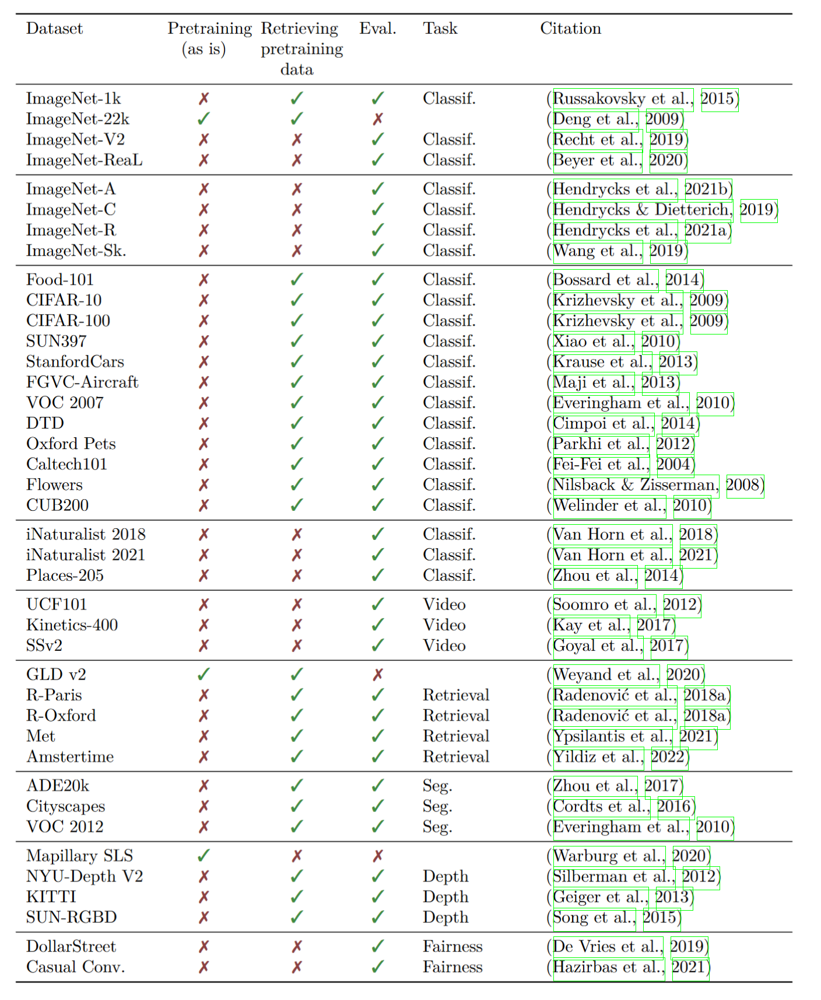 Dataset Pretraining Retrieving Eval. Task Citation
(as is) pretraining
data
ImageNet-1k ✗ ✓ ✓ Classif. (Russakovsky et al., 2015)
ImageNet-22k ✓ ✓ ✗ (Deng et al., 2009)
ImageNet-V2 ✗ ✗ ✓ Classif. (Recht et al., 2019)
ImageNet-ReaL ✗ ✗ ✓ Classif. (Beyer et al., 2020)
ImageNet-A ✗ ✗ ✓ Classif. (Hendrycks et al., 2021b)
ImageNet-C ✗ ✗ ✓ Classif. (Hendrycks & Dietterich, 2019)
ImageNet-R ✗ ✗ ✓ Classif. (Hendrycks et al., 2021a)
ImageNet-Sk. ✗ ✗ ✓ Classif. (Wang et al., 2019)
Food-101 ✗ ✓ ✓ Classif. (Bossard et al., 2014)
CIFAR-10 ✗ ✓ ✓ Classif. (Krizhevsky et al., 2009)
CIFAR-100 ✗ ✓ ✓ Classif. (Krizhevsky et al., 2009)
SUN397 ✗ ✓ ✓ Classif. (Xiao et al., 2010)
StanfordCars ✗ ✓ ✓ Classif. (Krause et al., 2013)
FGVC-Aircraft ✗ ✓ ✓ Classif. (Maji et al., 2013)
VOC 2007 ✗ ✓ ✓ Classif. (Everingham et al., 2010)
DTD ✗ ✓ ✓ Classif. (Cimpoi et al., 2014)
Oxford Pets ✗ ✓ ✓ Classif. (Parkhi et al., 2012)
Caltech101 ✗ ✓ ✓ Classif. (Fei-Fei et al., 2004)
Flowers ✗ ✓ ✓ Classif. (Nilsback & Zisserman, 2008)
CUB200 ✗ ✓ ✓ Classif. (Welinder et al., 2010)
iNaturalist 2018 ✗ ✗ ✓ Classif. (Van Horn et al., 2018)
iNaturalist 2021 ✗ ✗ ✓ Classif. (Van Horn et al., 2021)
Places-205 ✗ ✗ ✓ Classif. (Zhou et al., 2014)
UCF101 ✗ ✗ ✓ Video (Soomro et al., 2012)
Kinetics-400 ✗ ✗ ✓ Video (Kay et al., 2017)
SSv2 ✗ ✗ ✓ Video (Goyal et al., 2017)
GLD v2 ✓ ✓ ✗ (Weyand et al., 2020)
R-Paris ✗ ✓ ✓ Retrieval (Radenović et al., 2018a)
R-Oxford ✗ ✓ ✓ Retrieval (Radenović et al., 2018a)
Met ✗ ✓ ✓ Retrieval (Ypsilantis et al., 2021)
Amstertime ✗ ✓ ✓ Retrieval (Yildiz et al., 2022)
ADE20k ✗ ✓ ✓ Seg. (Zhou et al., 2017)
Cityscapes ✗ ✓ ✓ Seg. (Cordts et al., 2016)
VOC 2012 ✗ ✓ ✓ Seg. (Everingham et al., 2010)
Mapillary SLS ✓ ✗ ✗ (Warburg et al., 2020)
NYU-Depth V2 ✗ ✓ ✓ Depth (Silberman et al., 2012)
KITTI ✗ ✓ ✓ Depth (Geiger et al., 2013)
SUN-RGBD ✗ ✓ ✓ Depth (Song et al., 2015)
DollarStreet ✗ ✗ ✓ Fairness (De Vries et al., 2019)
Casual Conv. ✗ ✗ ✓ Fairness (Hazirbas et al., 2021)